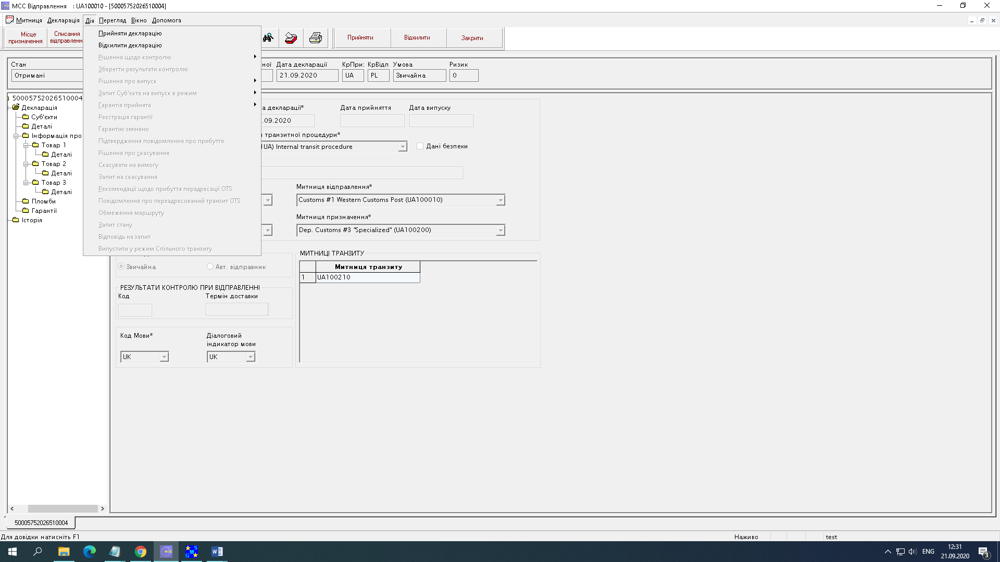 МСС Відправлення : UA100010 - [50005752026510004]
Митниця Декларація Дія Перегляд Вікно Допомога
Місце призначення
Списання
Прийняти Відхилити Закрити
Прийняти декларацію
Відхилити декларацію
Рішення щодо контролю
Зберегти результати контролю
Рішення про випуск
Запит Суб'єкта на випуск в режим
Гарантія прийнята
Реєстрація гарантії
Гарантію змінено
Підтвердження повідомлення про прибуття
Рішення про скасування
Скасувати на вимогу
Запит на скасування
Рекомендації щодо прибуття перадресації OTS
Повідомлення про переадресований транзит OTS
Обмеження маршруту
Запит стану
Відповідь на запит
Випустити у режим Спільного транзиту
Стан
Отримані
Дата декларації КрПри: КрВідп Умова Ризик
21.09.2020 UA PL Звичайна 0
50005752026510004
Декларація
Суб'єкти
Деталі
Інформація про
Товар 1
Деталі
Товар 2
Деталі
Товар 3
Деталі
Пломби
Гарантії
Історія
декларації* Дата прийняття Дата випуску
.09.2020
транзитної процедури*
UA) Internal transit procedure
Дані безпеки
Митниця відправлення*
Customs #1 Western Customs Post (UA100010)
Митниця призначення*
Dep. Customs #3 "Specialized" (UA100200)
Звичайна Авт. відправник
РЕЗУЛЬТАТИ КОНТРОЛЮ ПРИ ВІДПРАВЛЕННІ
Код Термін доставки
Код Мови* Діалоговий індикатор мови
UK UK
МИТНИЦІ ТРАНЗИТУ
Митниця транзиту
1 UA100210
50005752026510004
Для довідки натисніть F1
Наживо test
ENG 12:31
21.09.2020
3